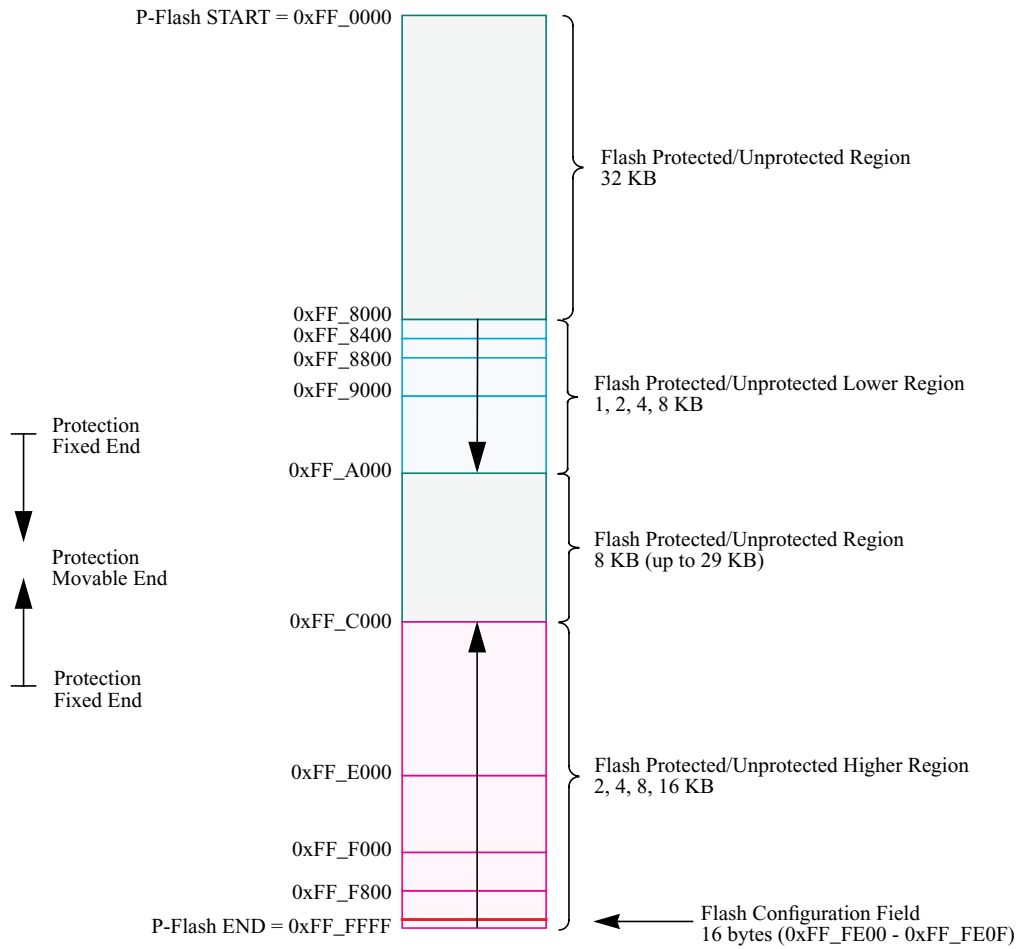 P-Flash START = 0xFF_0000
Flash Protected/Unprotected Region
32 KB
0xFF_8000
0xFF_8400
0xFF_8800
0xFF_9000
Flash Protected/Unprotected Lower Region
1, 2, 4, 8 KB
Protection
Fixed End
0xFF_A000
Protection
Movable End
Flash Protected/Unprotected Region
8 KB (up to 29 KB)
0xFF_C000
Protection
Fixed End
0xFF_E000
Flash Protected/Unprotected Higher Region
2, 4, 8, 16 KB
0xFF_F000
0xFF_F800
P-Flash END = 0xFF_FFFF
Flash Configuration Field
16 bytes (0xFF_FE00 - 0xFF_FE0F)